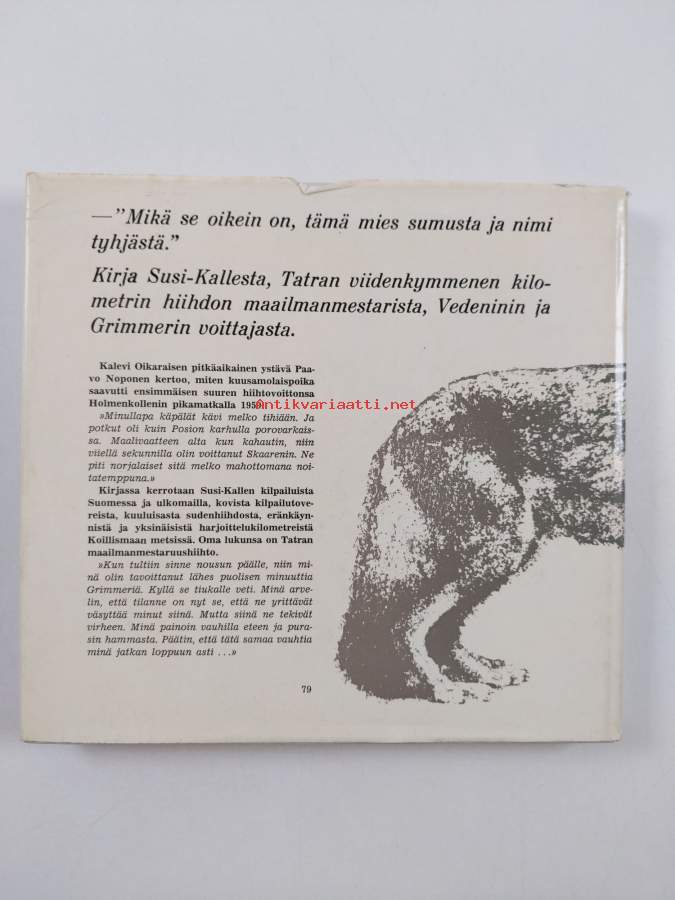 —”Mikä se oikein on, tämä mies sumusta ja nimi
tyhjästä.”
Kirja Susi-Kallesta, Tatran viidenkymmenen kilo-
metrin hiihdon maailmanmestarista, Vedeninin ja
Grimmerin voittajasta.
Kalevi Oikaraisen pitkäaikainen ystävä Paa-
vo Noponen kertoo, miten kuusamolaispoika
saavutti ensimmäisen suuren hiihtovoittonsa
Holmenkollenin pikamatkalla
antikvariaatti.net
»Minullapa käpälät kävi melko tihiään. Ja
potkut oli kuin Posion karhulla porovarkais-
sa. Maalivaatteen alta kun kahautin, niin
viiellä sekunnilla olin voittanut Skaarenin. Ne
piti norjalaiset sitä melko mahottomana noi-
tatemppuna.»
Kirjassa kerrotaan Susi-Kallen kilpailuista
Suomessa ja ulkomailla, kovista kilpailutove-
reista, kuuluisasta sudenhiihdosta, eränkäyn-
nistä ja yksinäisistä harjoittelukilometreistä
Koillismaan metsissä. Oma lukunsa on Tatran
maailmanmestaruushiihto.
»Kun tultiin sinne nousun päälle, niin mi-
nä olin tavoittanut lähes puolisen minuuttia
Grimmeriä. Kyllä se tiukalle veti. Minä arve-
lin, että tilanne on nyt se, että ne yrittävät
väsyttää minut siinä. Mutta siinä ne tekivät
virheen. Minä painoin vauhilla eteen ja pura-
sin hammasta. Päätin, että tätä samaa vauhtia
minä jatkan loppuun asti ...»
79